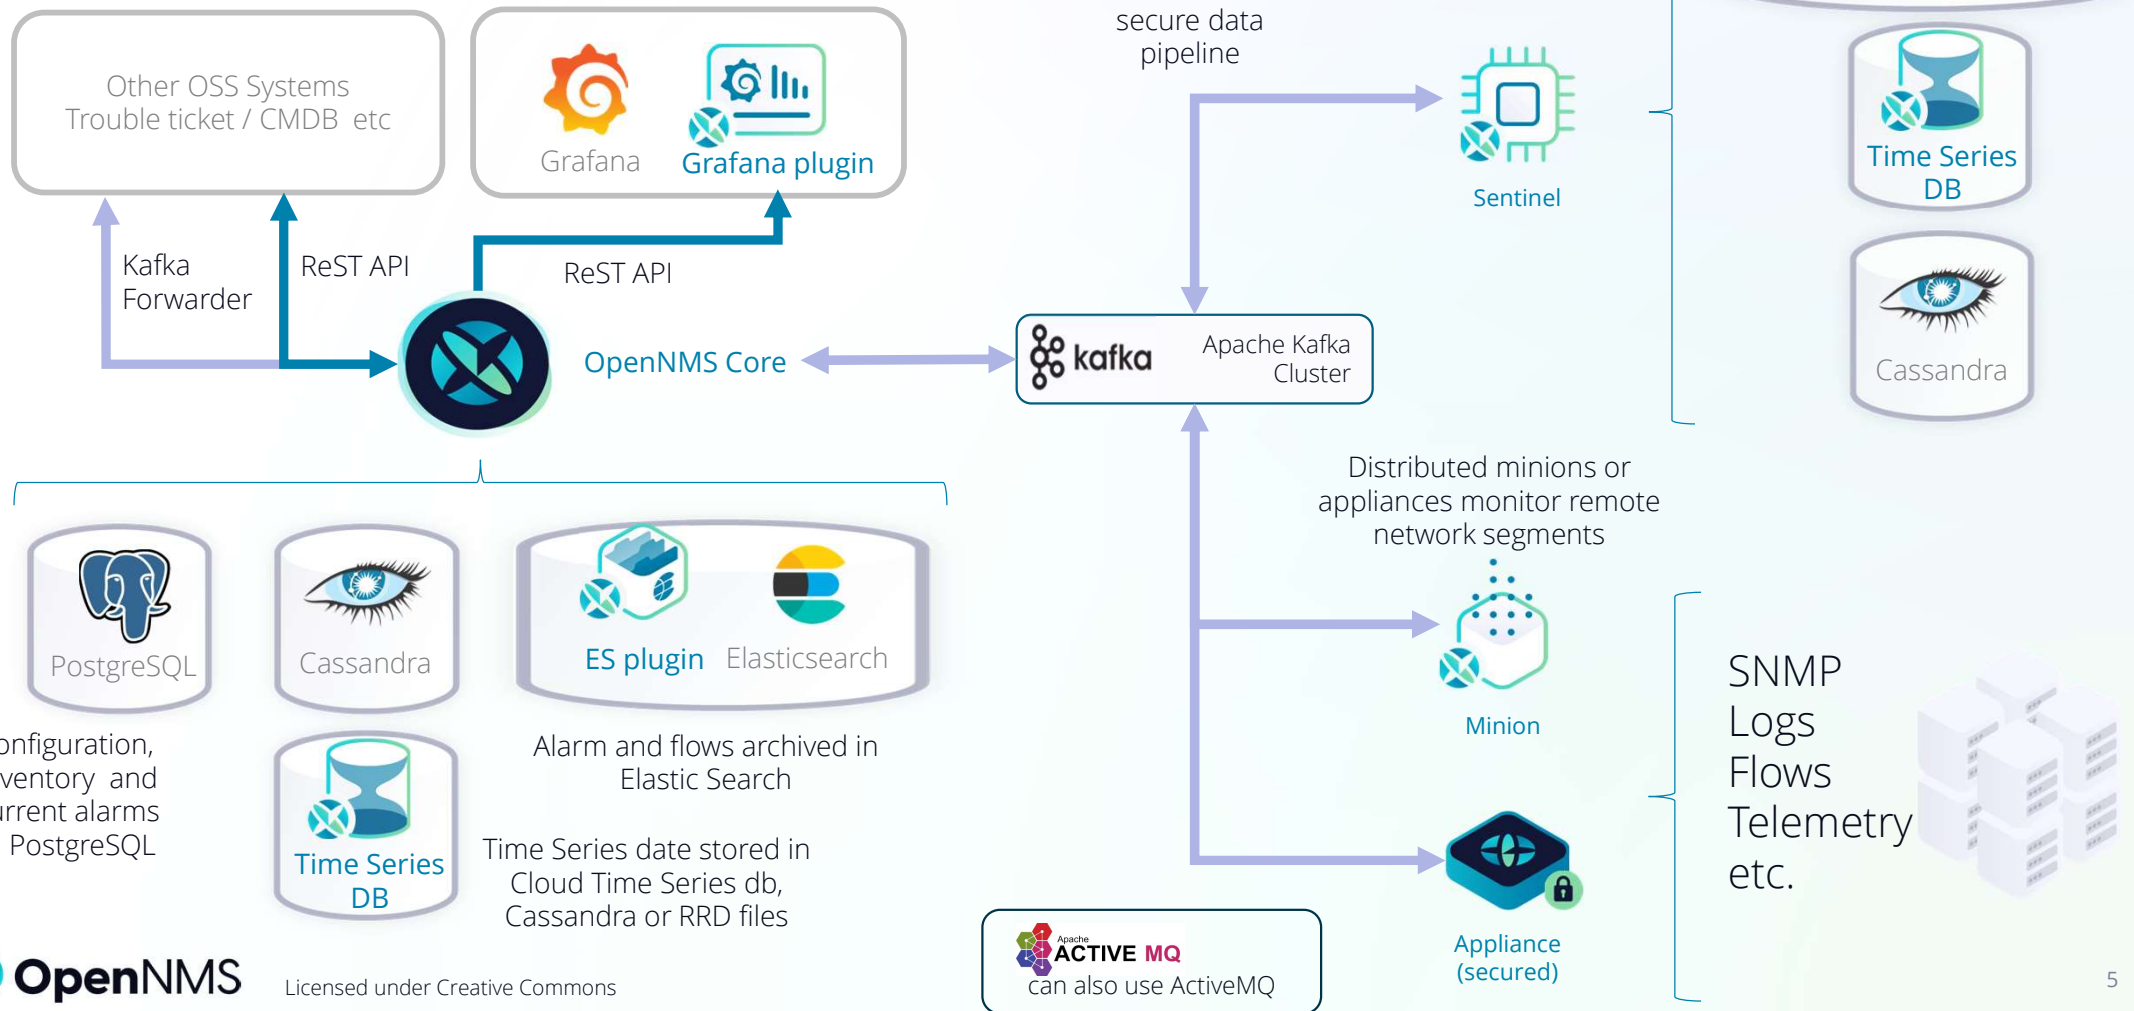 Other OSS Systems
Trouble ticket / CMDB etc
Grafana
Grafana plugin
Kafka
Forwarder
ReST API
ReST API
OpenNMS Core
secure data
pipeline
Sentinel
Time Series
DB
Cassandra
kafka
Apache Kafka
Cluster
Distributed minions or
appliances monitor remote
network segments
PostgreSQL
Cassandra
ES plugin
Elasticsearch
and
alarms
PostgreSQL
Time Series
DB
Alarm and flows archived in
Elastic Search
Time Series date stored in
Cloud Time Series db,
Cassandra or RRD files
Minion
Appliance
(secured)
SNMP
Logs
Flows
Telemetry
etc.
Apache
ACTIVE MQ
can also use ActiveMQ
OpenNMS
Licensed under Creative Commons
5